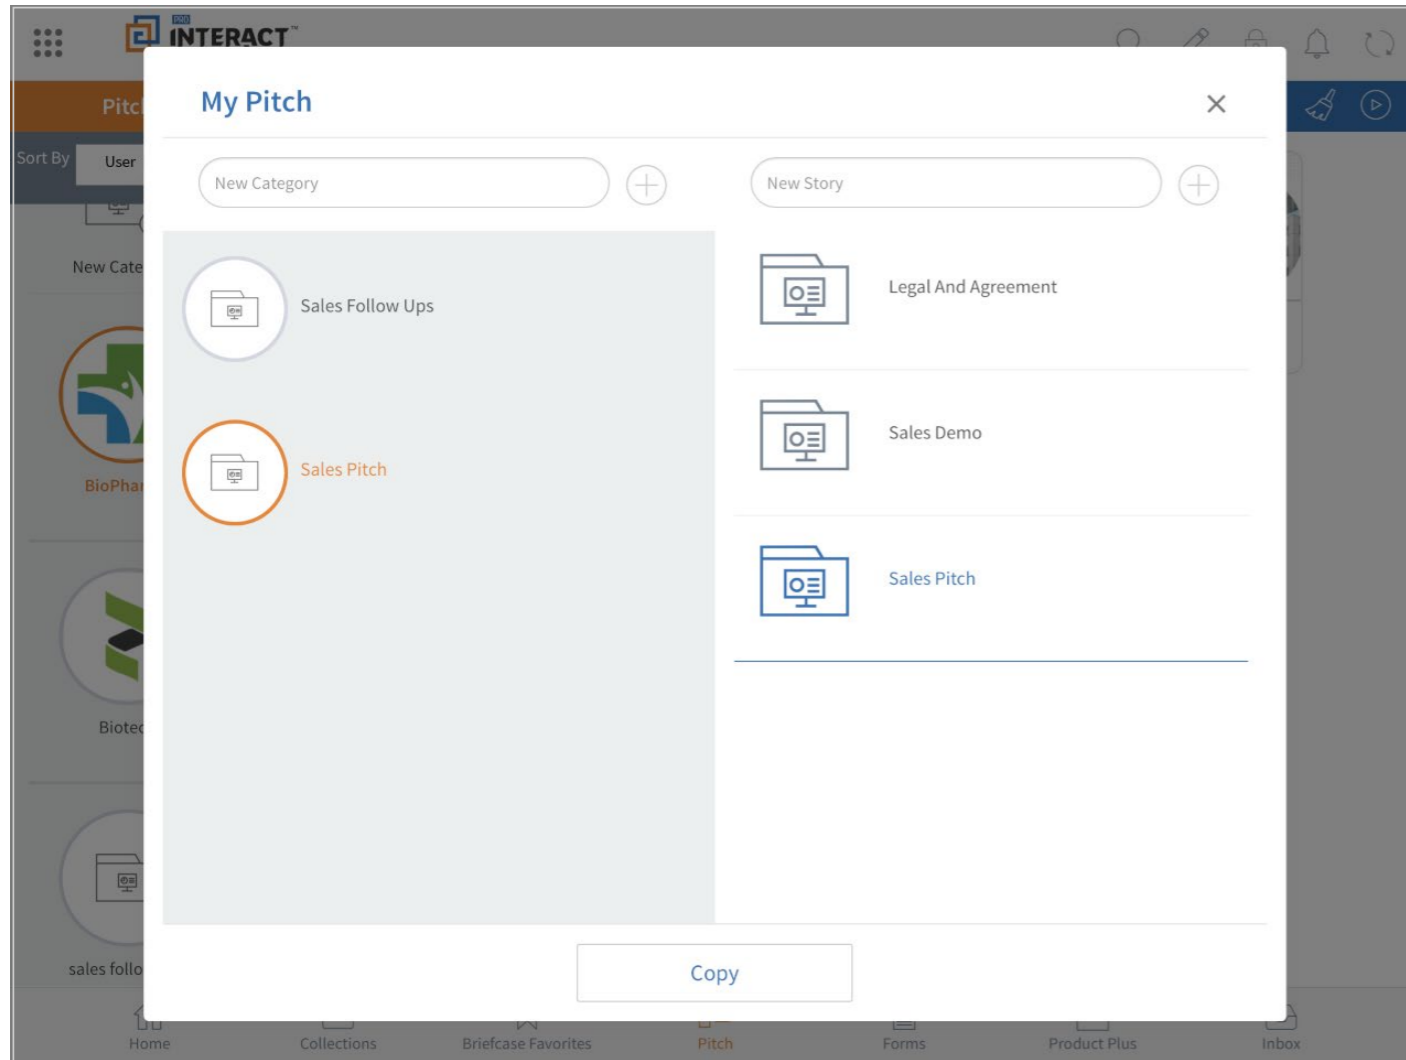 PRO
INTERACT™
Pitc
My Pitch
Sort By
User
New Category
New Story
New Cate
Sales Follow Ups
Legal And Agreement
Sales Demo
BioPhar
Sales Pitch
Sales Pitch
Biotec
sales follo
Copy
Home
Collections
Briefcase Favorites
Pitch
Forms
Product Plus
Inbox